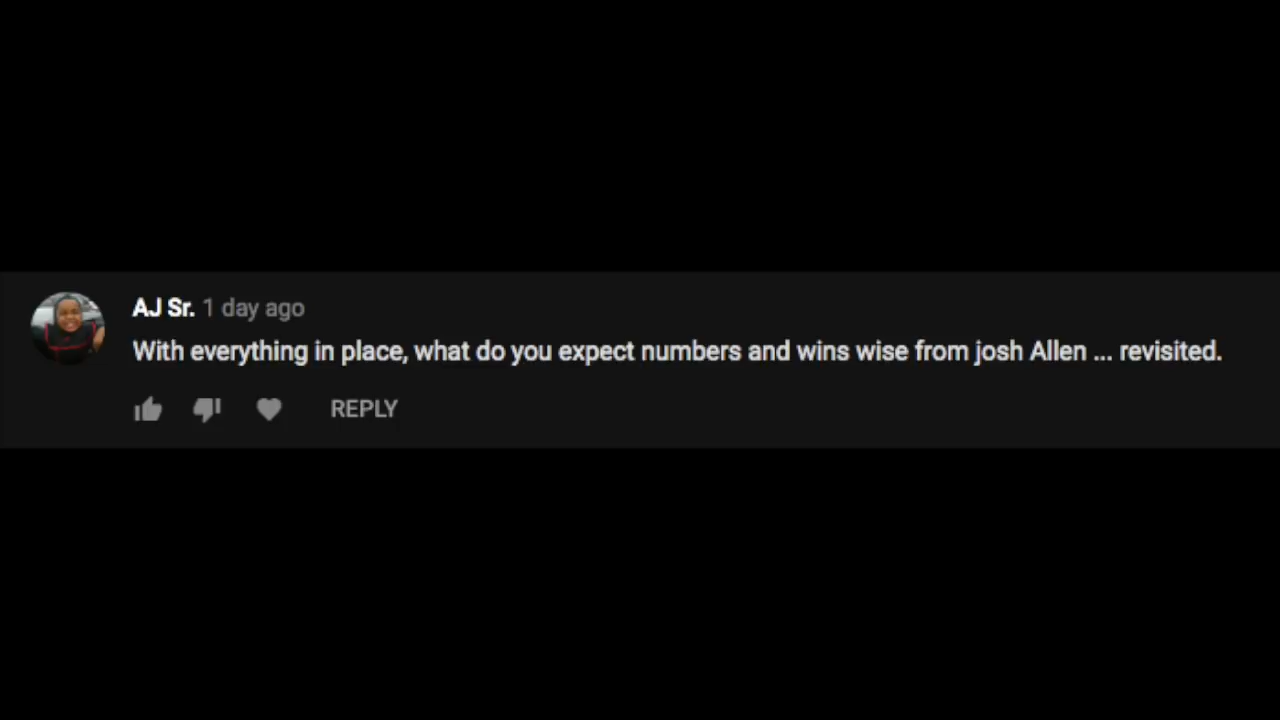 AJ Sr. 1 day ago
With everything in place, what do you expect numbers and wins wise from josh Allen ... revisited.
REPLY